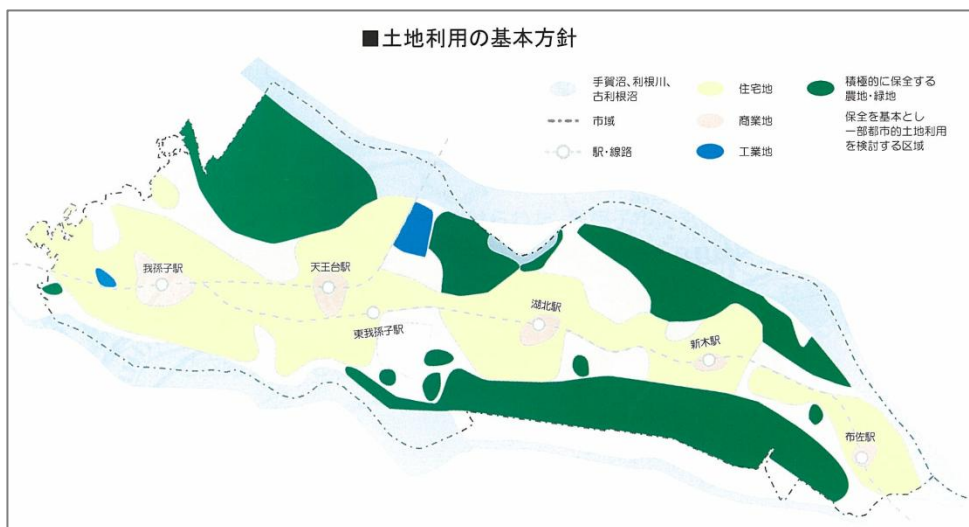 ■土地利用の基本方針
手賀沼、利根川、
古利根沼
市域
駅・線路
住宅地
商業地
工業地
積極的に保全する
農地・緑地
保全を基本とし
一部都市的土地利用
を検討する区域
我孫子駅
天王台駅
東我孫子駅
湖北駅
新木駅
布佐駅